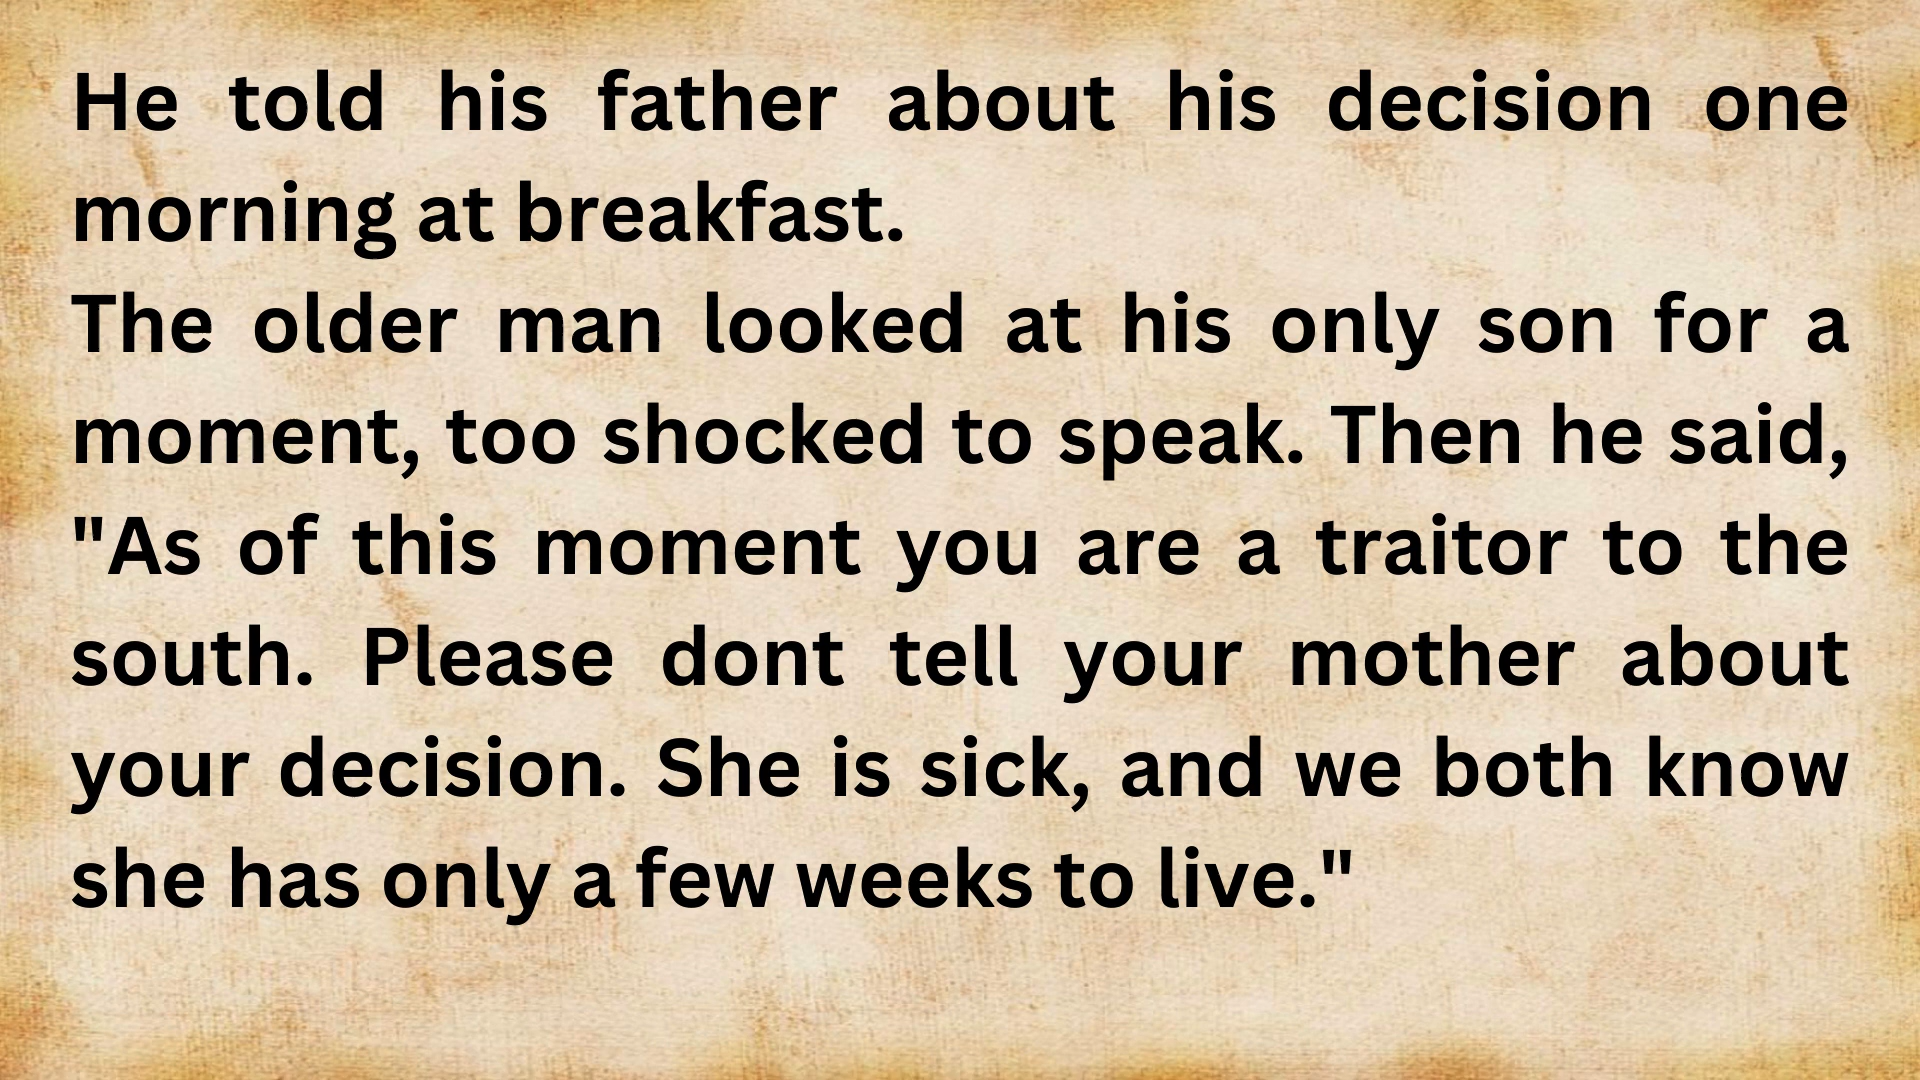 He told his father about his decision one
morning at breakfast.
The older man looked at his only son for a
moment, too shocked to speak. Then he said,
"As of this moment you are a traitor to the
south. Please dont tell your mother about
your decision. She is sick, and we both know
she has only a few weeks to live."